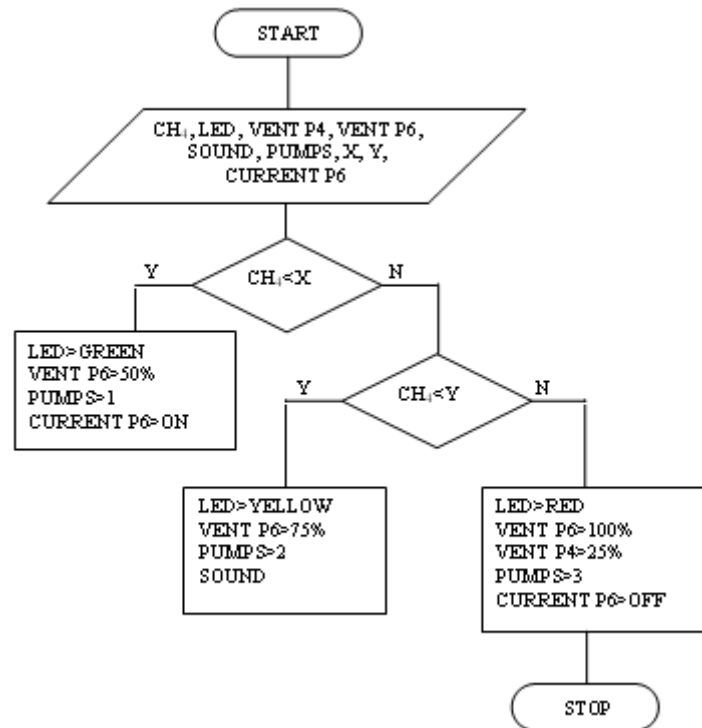 START
CH₄, LED, VENT P4, VENT P6,
SOUND, PUMPS, X, Y,
CURRENT P6
CH₄<X
Y
N
LED>GREEN
VENT P6>50%
PUMPS>1
CURRENT P6>ON
CH₄<Y
Y
N
LED>YELLOW
VENT P6>75%
PUMPS>2
SOUND
LED>RED
VENT P6>100%
VENT P4>25%
PUMPS>3
CURRENT P6>OFF
STOP